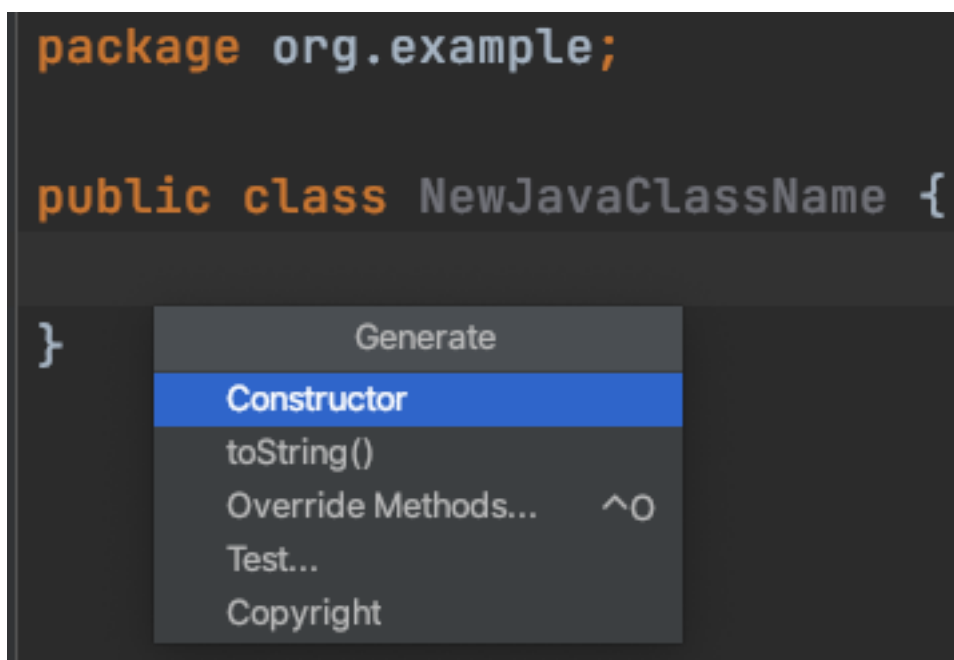 package org.example;
public class NewJavaClassName {
}
Generate
Constructor
toString()
Override Methods... ^O
Test...
Copyright